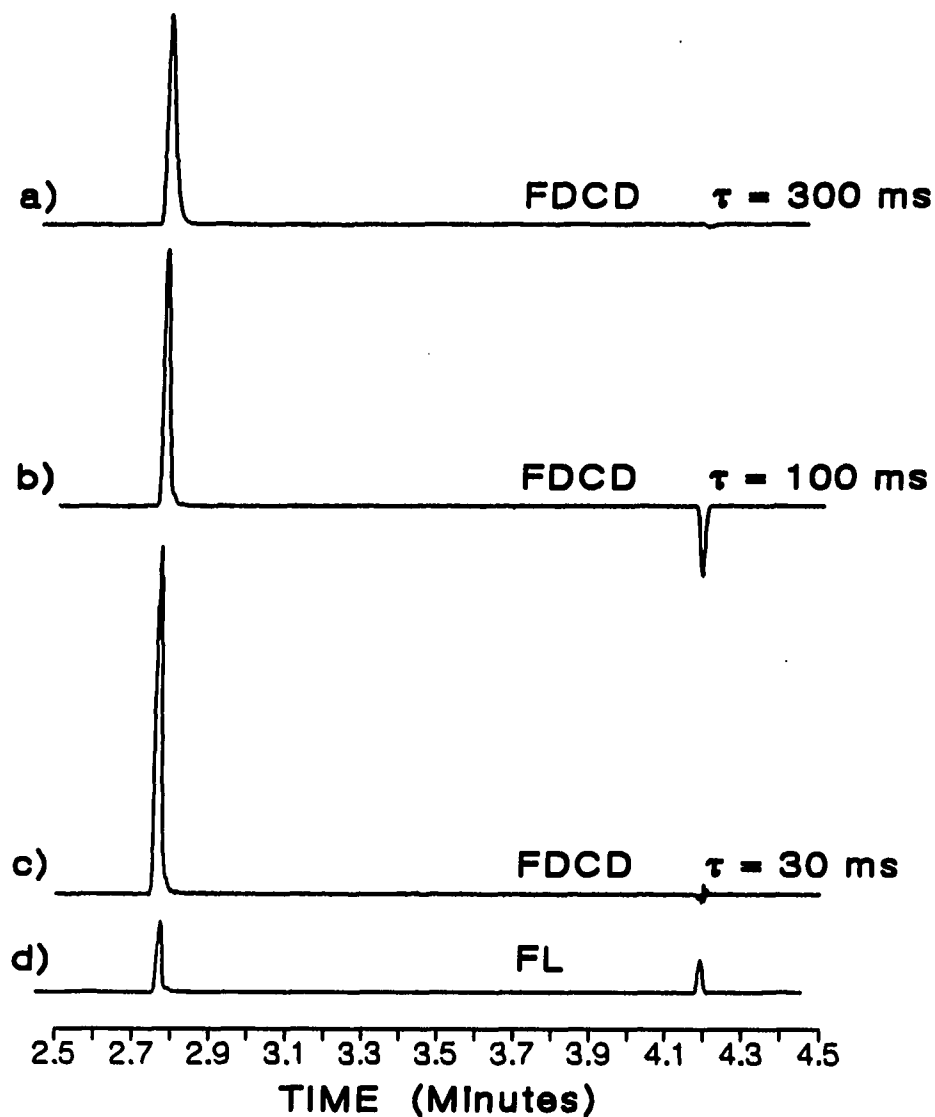 a) FDCD τ = 300 ms
b) FDCD τ = 100 ms
c) FDCD τ = 30 ms
d) FL
2.5 2.7 2.9 3.1 3.3 3.5 3.7 3.9 4.1 4.3 4.5
TIME (Minutes)